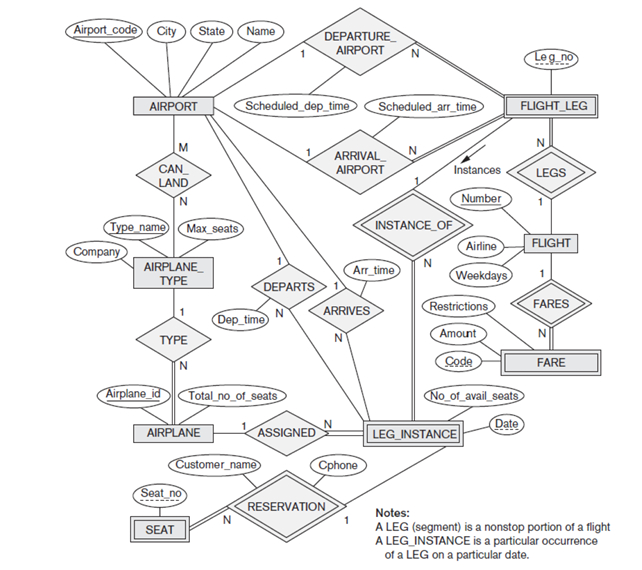 Airport_code
City
State
Name
DEPARTURE_
AIRPORT
1
N
Leg_no
AIRPORT
Scheduled_dep_time
Scheduled_arr_time
FLIGHT_LEG
M
1
ARRIVAL_
AIRPORT
N
N
CAN_
LAND
Instances
LEGS
1
N
Number
1
Type_name
Max_seats
INSTANCE_OF
Company
Airline
FLIGHT
AIRPLANE_
TYPE
1
Arr_time
N
Weekdays
1
DEPARTS
1
1
ARRIVES
Restrictions
FARES
Dep_time
N
TYPE
N
Amount
N
N
Code
FARE
Airplane_id
Total_no_of_seats
No_of_avail_seats
AIRPLANE
1
ASSIGNED
N
LEG_INSTANCE
Date
Customer_name
Cphone
Seat_no
RESERVATION
SEAT
N
1
Notes:
A LEG (segment) is a nonstop portion of a flight
A LEG_INSTANCE is a particular occurrence
of a LEG on a particular date.